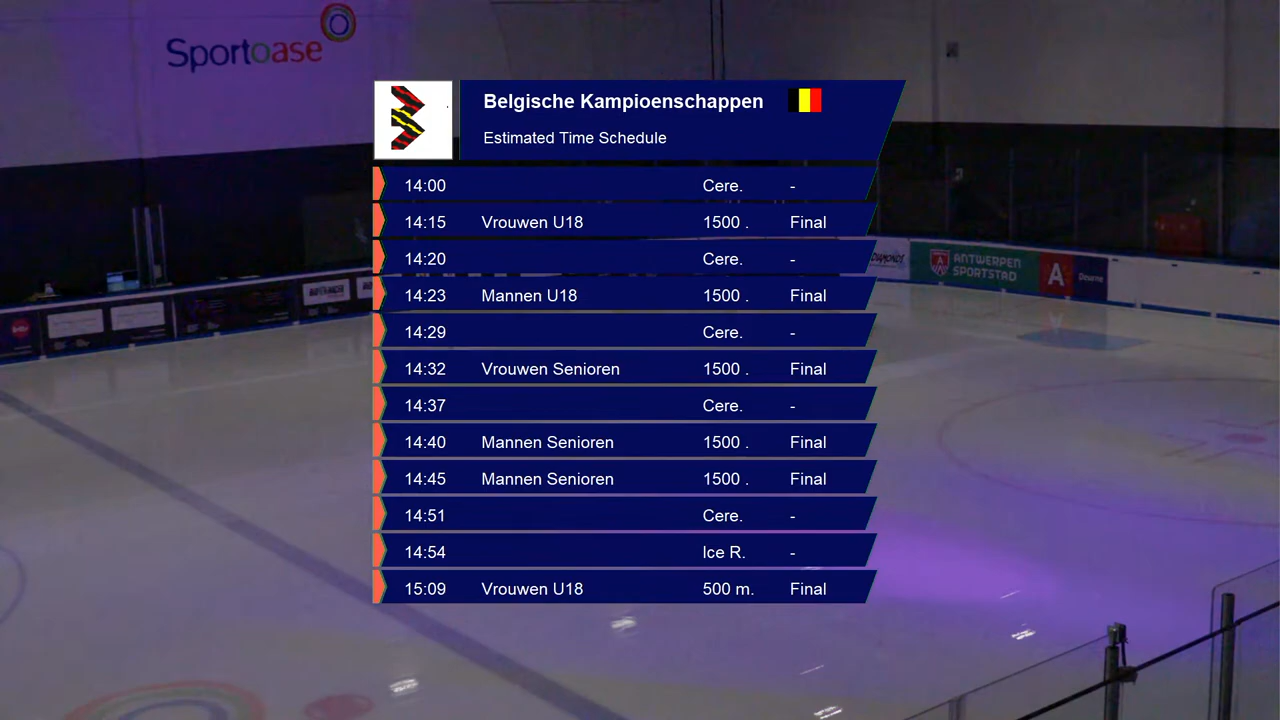 Sportoase
Belgische Kampioenschappen
Estimated Time Schedule
14:00 Cere. -
14:15 Vrouwen U18 1500 . Final
14:20 Cere. -
14:23 Mannen U18 1500 . Final
14:29 Cere. -
14:32 Vrouwen Senioren 1500 . Final
14:37 Cere. -
14:40 Mannen Senioren 1500 . Final
14:45 Mannen Senioren 1500 . Final
14:51 Cere. -
14:54 Ice R. -
15:09 Vrouwen U18 500 m. Final
ANTWERPEN
SPORTSTAD
A
Deurne